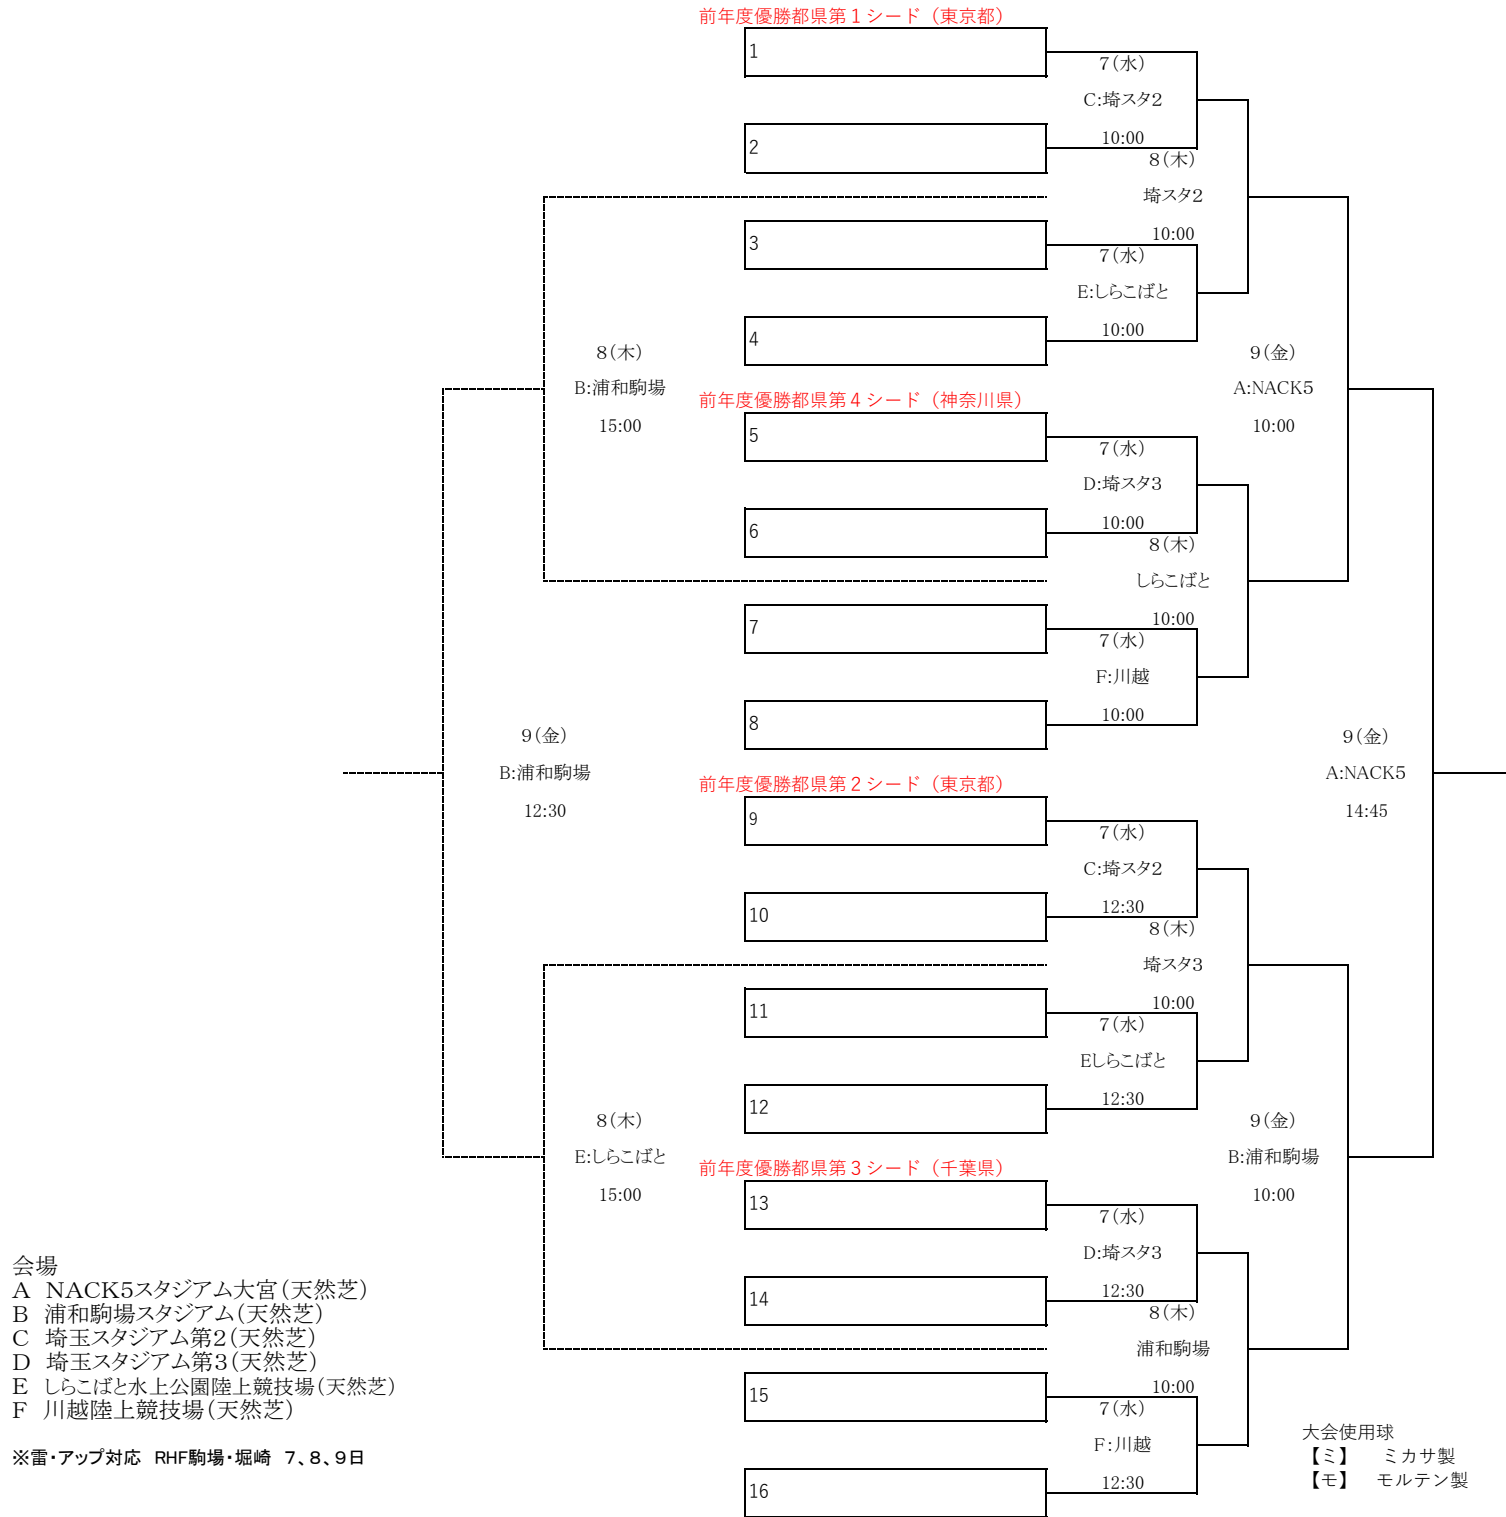 前年度優勝都県第１シード（東京都）
1
7(水)
C:埼スタ2
10:00
2
8(木)
埼スタ2
10:00
3
7(水)
E:しらこばと
10:00
4
8(木)
B:浦和駒場
15:00
9(金)
A:NACK5
10:00
前年度優勝都県第４シード（神奈川県）
5
7(水)
D:埼スタ3
10:00
6
8(木)
しらこばと
10:00
7
7(水)
F:川越
10:00
8
9(金)
B:浦和駒場
12:30
9(金)
A:NACK5
14:45
前年度優勝都県第２シード（東京都）
9
7(水)
C:埼スタ2
12:30
10
8(木)
埼スタ3
10:00
11
7(水)
Eしらこばと
12:30
12
8(木)
E:しらこばと
15:00
9(金)
B:浦和駒場
10:00
前年度優勝都県第３シード（千葉県）
13
7(水)
D:埼スタ3
12:30
14
8(木)
浦和駒場
10:00
15
7(水)
F:川越
12:30
16
会場
A　NACK5スタジアム大宮(天然芝)
B　浦和駒場スタジアム(天然芝)
C　埼玉スタジアム第2(天然芝)
D　埼玉スタジアム第3(天然芝)
E　しらこばと水上公園陸上競技場(天然芝)
F　川越陸上競技場(天然芝)
※雷・アップ対応　RHF駒場・堀崎　7、8、9日
大会使用球
【ミ】　ミカサ製
【モ】　モルテン製